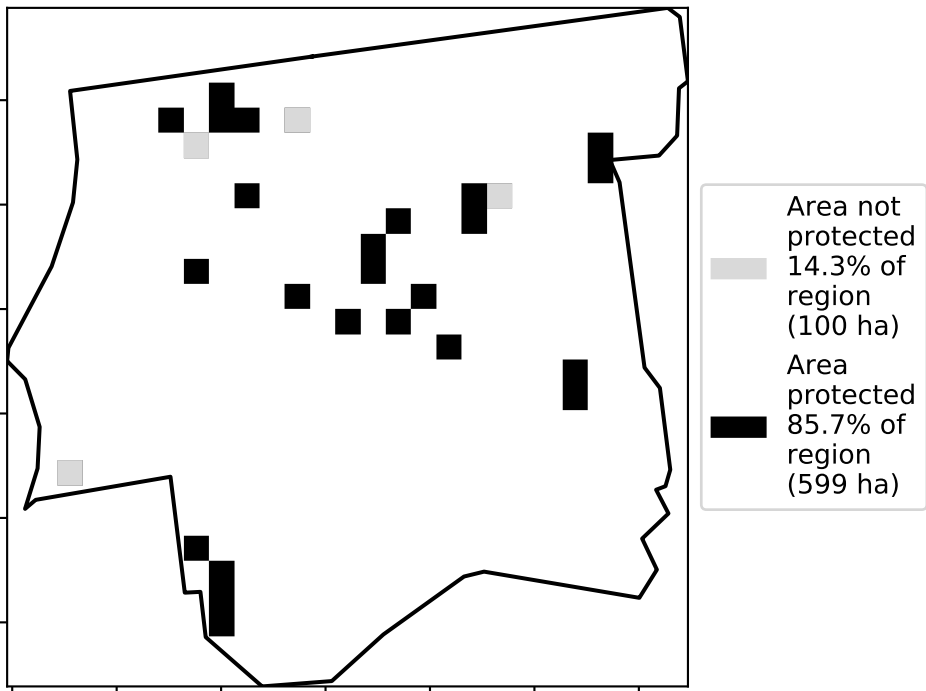 Area not
protected
14.3% of
region
(100 ha)
Area
protected
85.7% of
region
(599 ha)